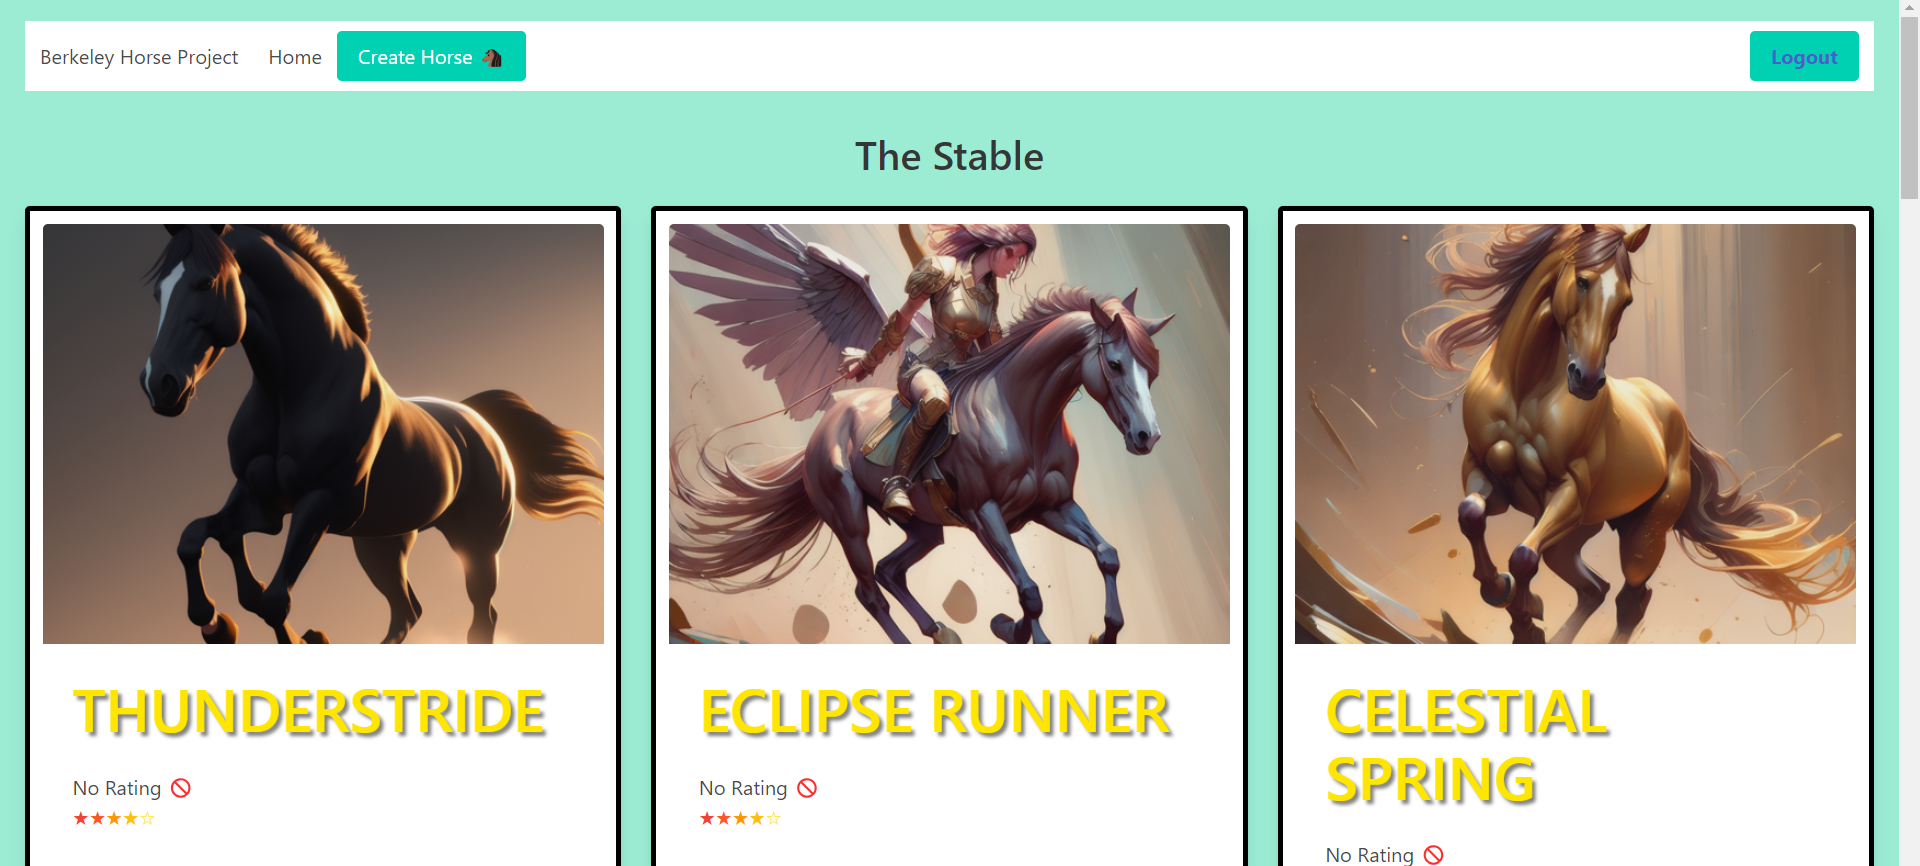 Berkeley Horse Project Home Create Horse 🐴 Logout
The Stable
THUNDERSTRIDE
No Rating 🚫
★★★★☆
ECLIPSE RUNNER
No Rating 🚫
★★★★☆
CELESTIAL
SPRING
No Rating 🚫